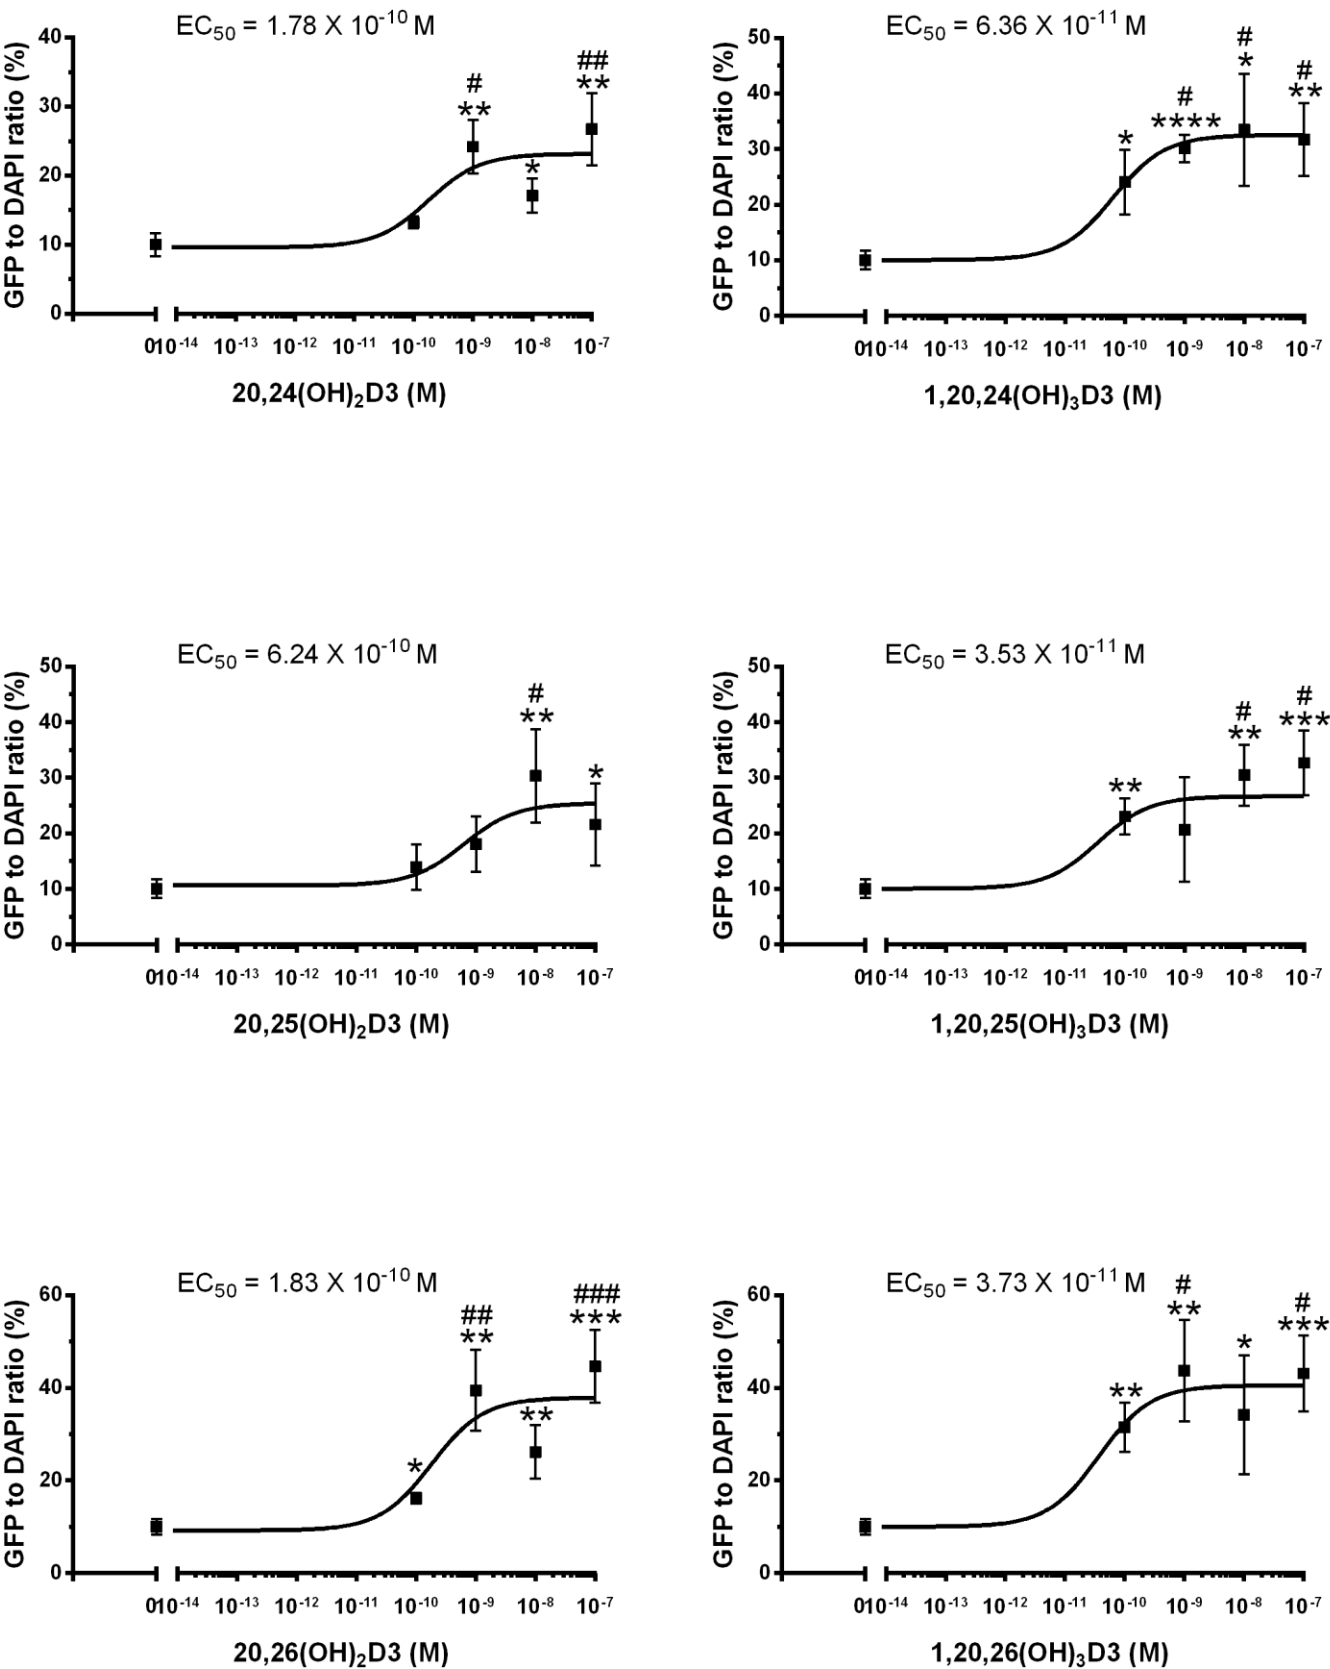 EC₅₀ = 1.78 X 10⁻¹⁰ M
GFP to DAPI ratio (%)
40
30
20
10
0
#
**
*
##
**
0 10⁻¹⁴ 10⁻¹³ 10⁻¹² 10⁻¹¹ 10⁻¹⁰ 10⁻⁹ 10⁻⁸ 10⁻⁷
20,24(OH)₂D3 (M)
EC₅₀ = 6.36 X 10⁻¹¹ M
GFP to DAPI ratio (%)
50
40
30
20
10
0
*
#
****
#
*
#
**
0 10⁻¹⁴ 10⁻¹³ 10⁻¹² 10⁻¹¹ 10⁻¹⁰ 10⁻⁹ 10⁻⁸ 10⁻⁷
1,20,24(OH)₃D3 (M)
EC₅₀ = 6.24 X 10⁻¹⁰ M
GFP to DAPI ratio (%)
50
40
30
20
10
0
#
**
*
0 10⁻¹⁴ 10⁻¹³ 10⁻¹² 10⁻¹¹ 10⁻¹⁰ 10⁻⁹ 10⁻⁸ 10⁻⁷
20,25(OH)₂D3 (M)
EC₅₀ = 3.53 X 10⁻¹¹ M
GFP to DAPI ratio (%)
50
40
30
20
10
0
**
#
**
#
***
0 10⁻¹⁴ 10⁻¹³ 10⁻¹² 10⁻¹¹ 10⁻¹⁰ 10⁻⁹ 10⁻⁸ 10⁻⁷
1,20,25(OH)₃D3 (M)
EC₅₀ = 1.83 X 10⁻¹⁰ M
GFP to DAPI ratio (%)
60
40
20
0
*
##
**
**
###
***
0 10⁻¹⁴ 10⁻¹³ 10⁻¹² 10⁻¹¹ 10⁻¹⁰ 10⁻⁹ 10⁻⁸ 10⁻⁷
20,26(OH)₂D3 (M)
EC₅₀ = 3.73 X 10⁻¹¹ M
GFP to DAPI ratio (%)
60
40
20
0
**
#
**
*
#
***
0 10⁻¹⁴ 10⁻¹³ 10⁻¹² 10⁻¹¹ 10⁻¹⁰ 10⁻⁹ 10⁻⁸ 10⁻⁷
1,20,26(OH)₃D3 (M)